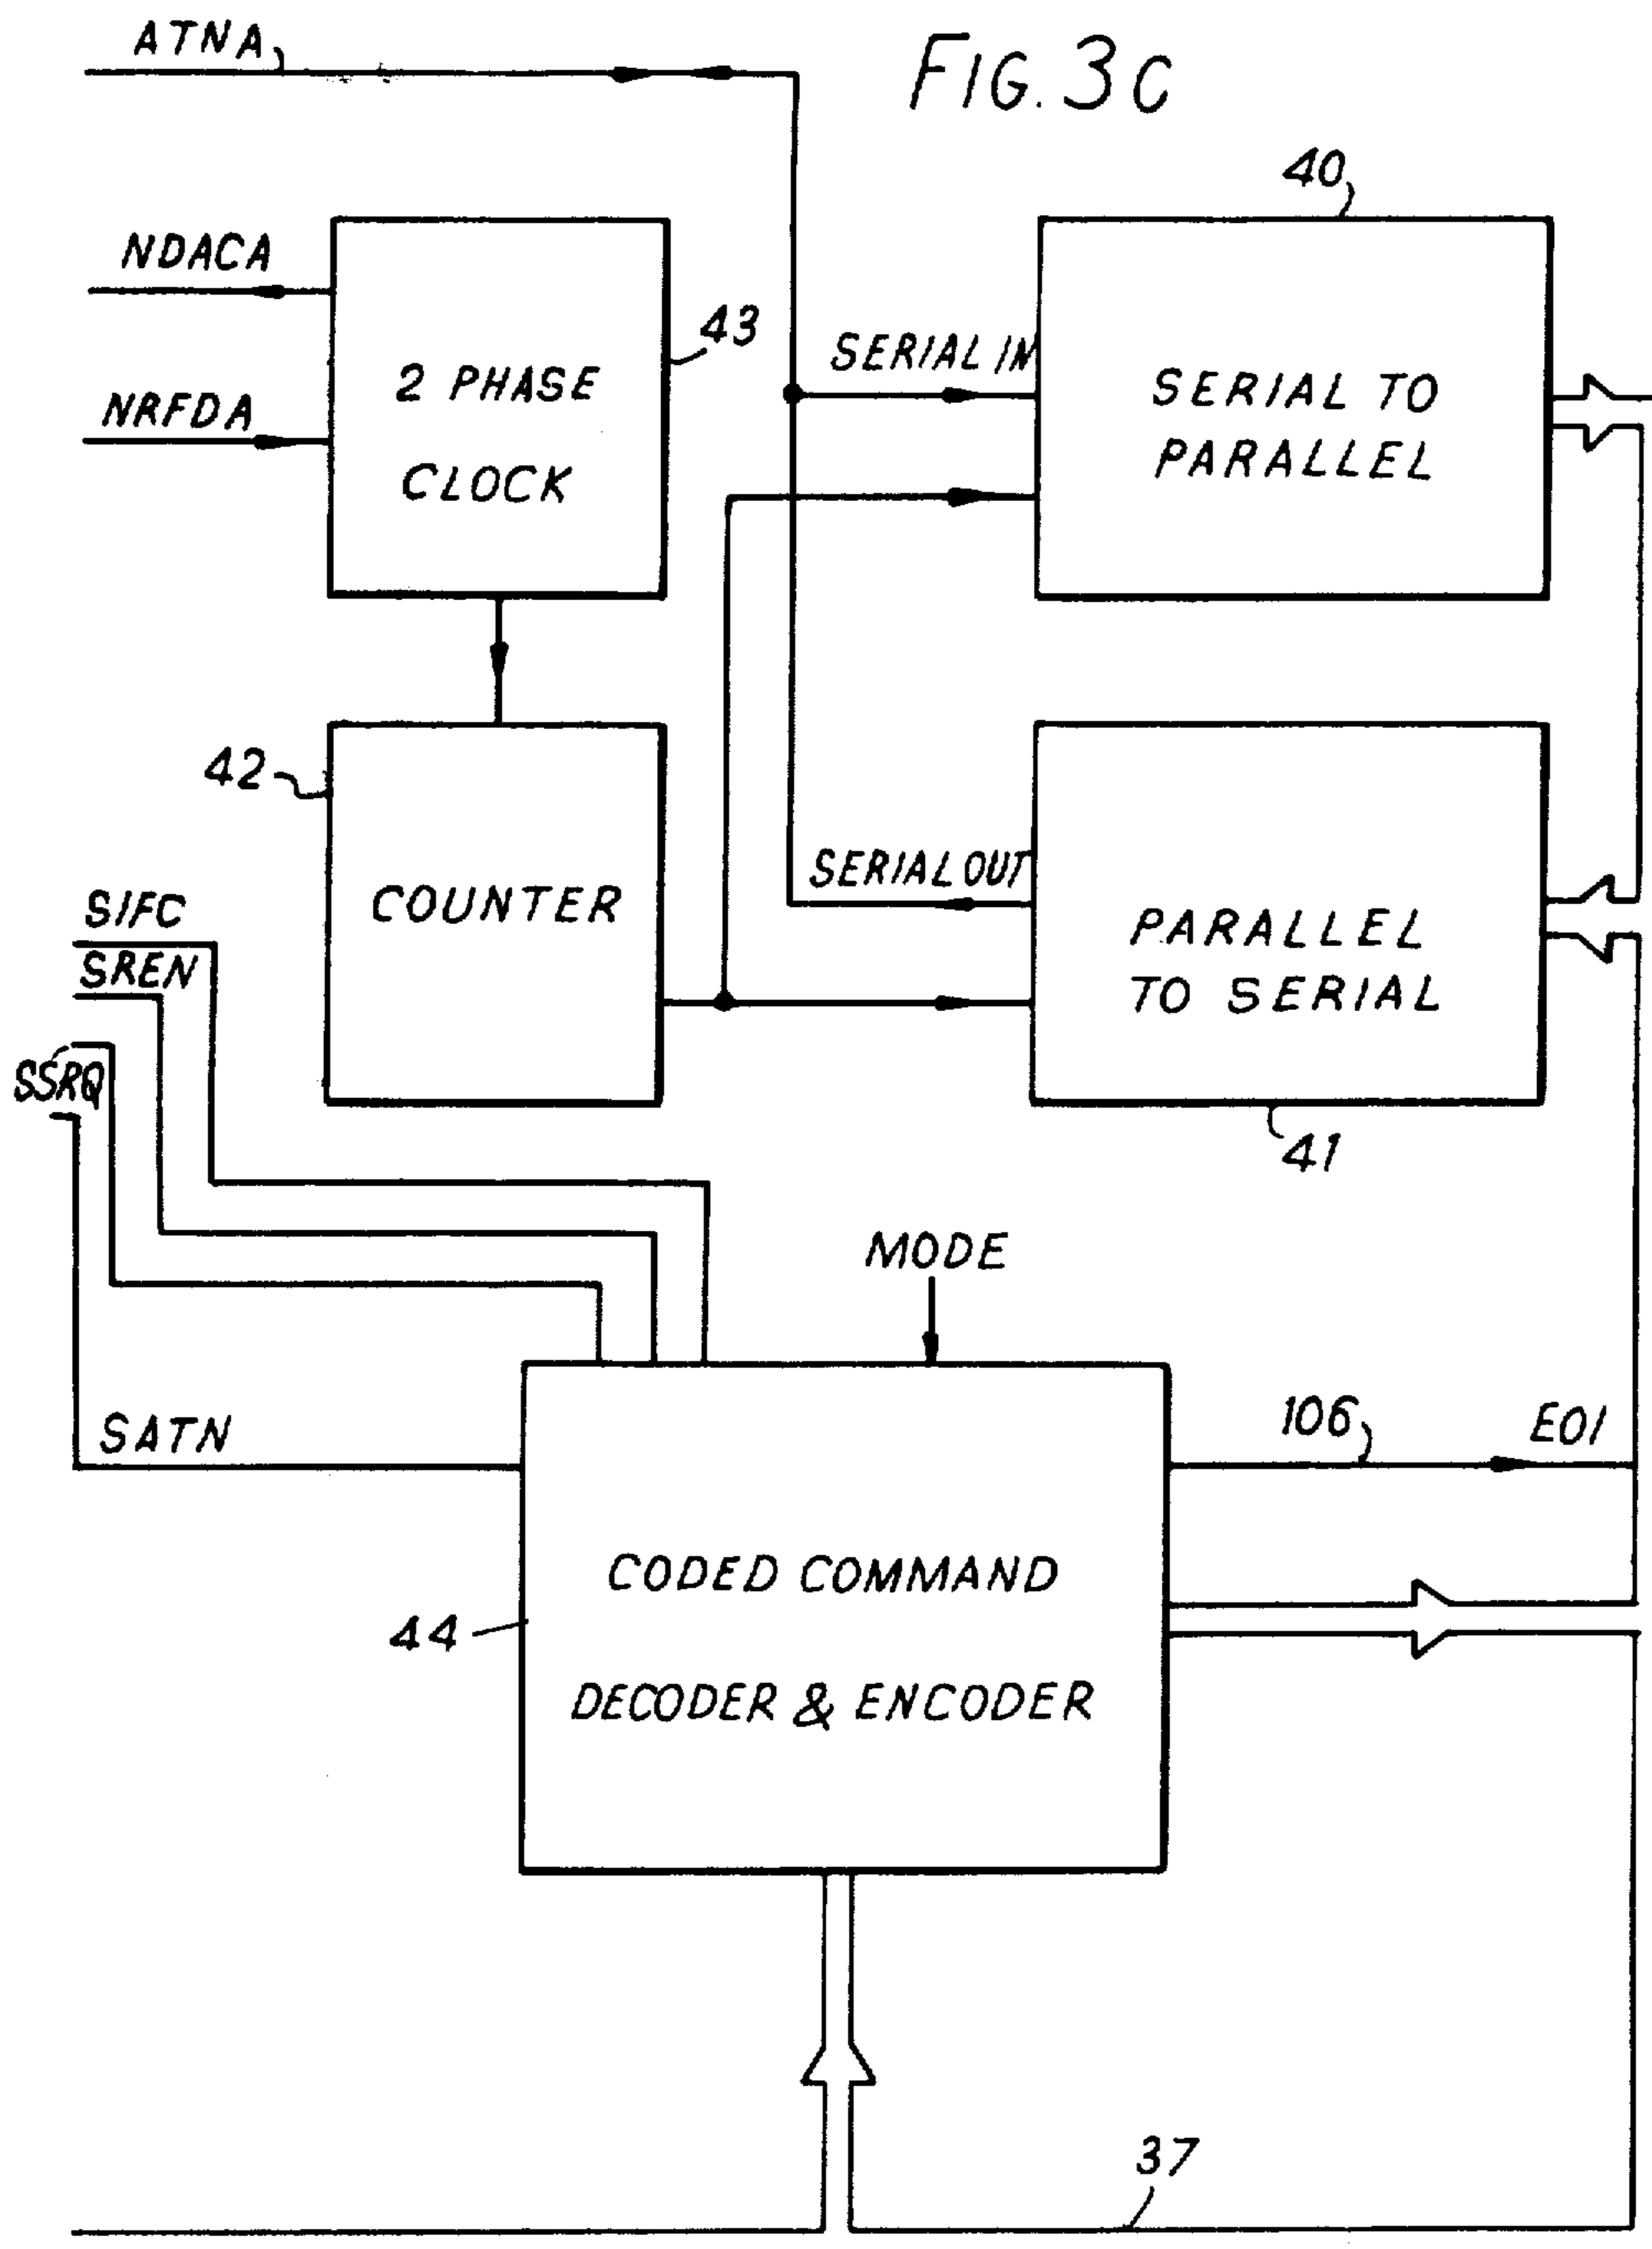 ATNA
FIG. 3C
40
NDACA
43
2 PHASE
CLOCK
NRFDA
SERIAL IN
SERIAL TO
PARALLEL
42
COUNTER
SERIAL OUT
PARALLEL
TO SERIAL
SIFC
SREN
SSRQ
41
MODE
SATN
106
EOI
CODED COMMAND
44
DECODER & ENCODER
37